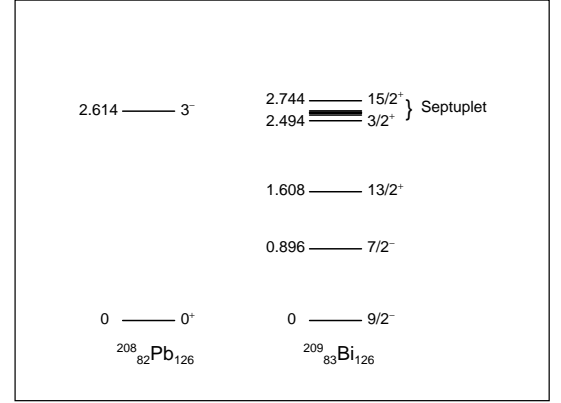 2.744 15/2⁺
2.614 3⁻ } Septuplet
2.494 3/2⁺
1.608 13/2⁺
0.896 7/2⁻
0 0⁺ 0 9/2⁻
²⁰⁸₈₂Pb₁₂₆ ²⁰⁹₈₃Bi₁₂₆